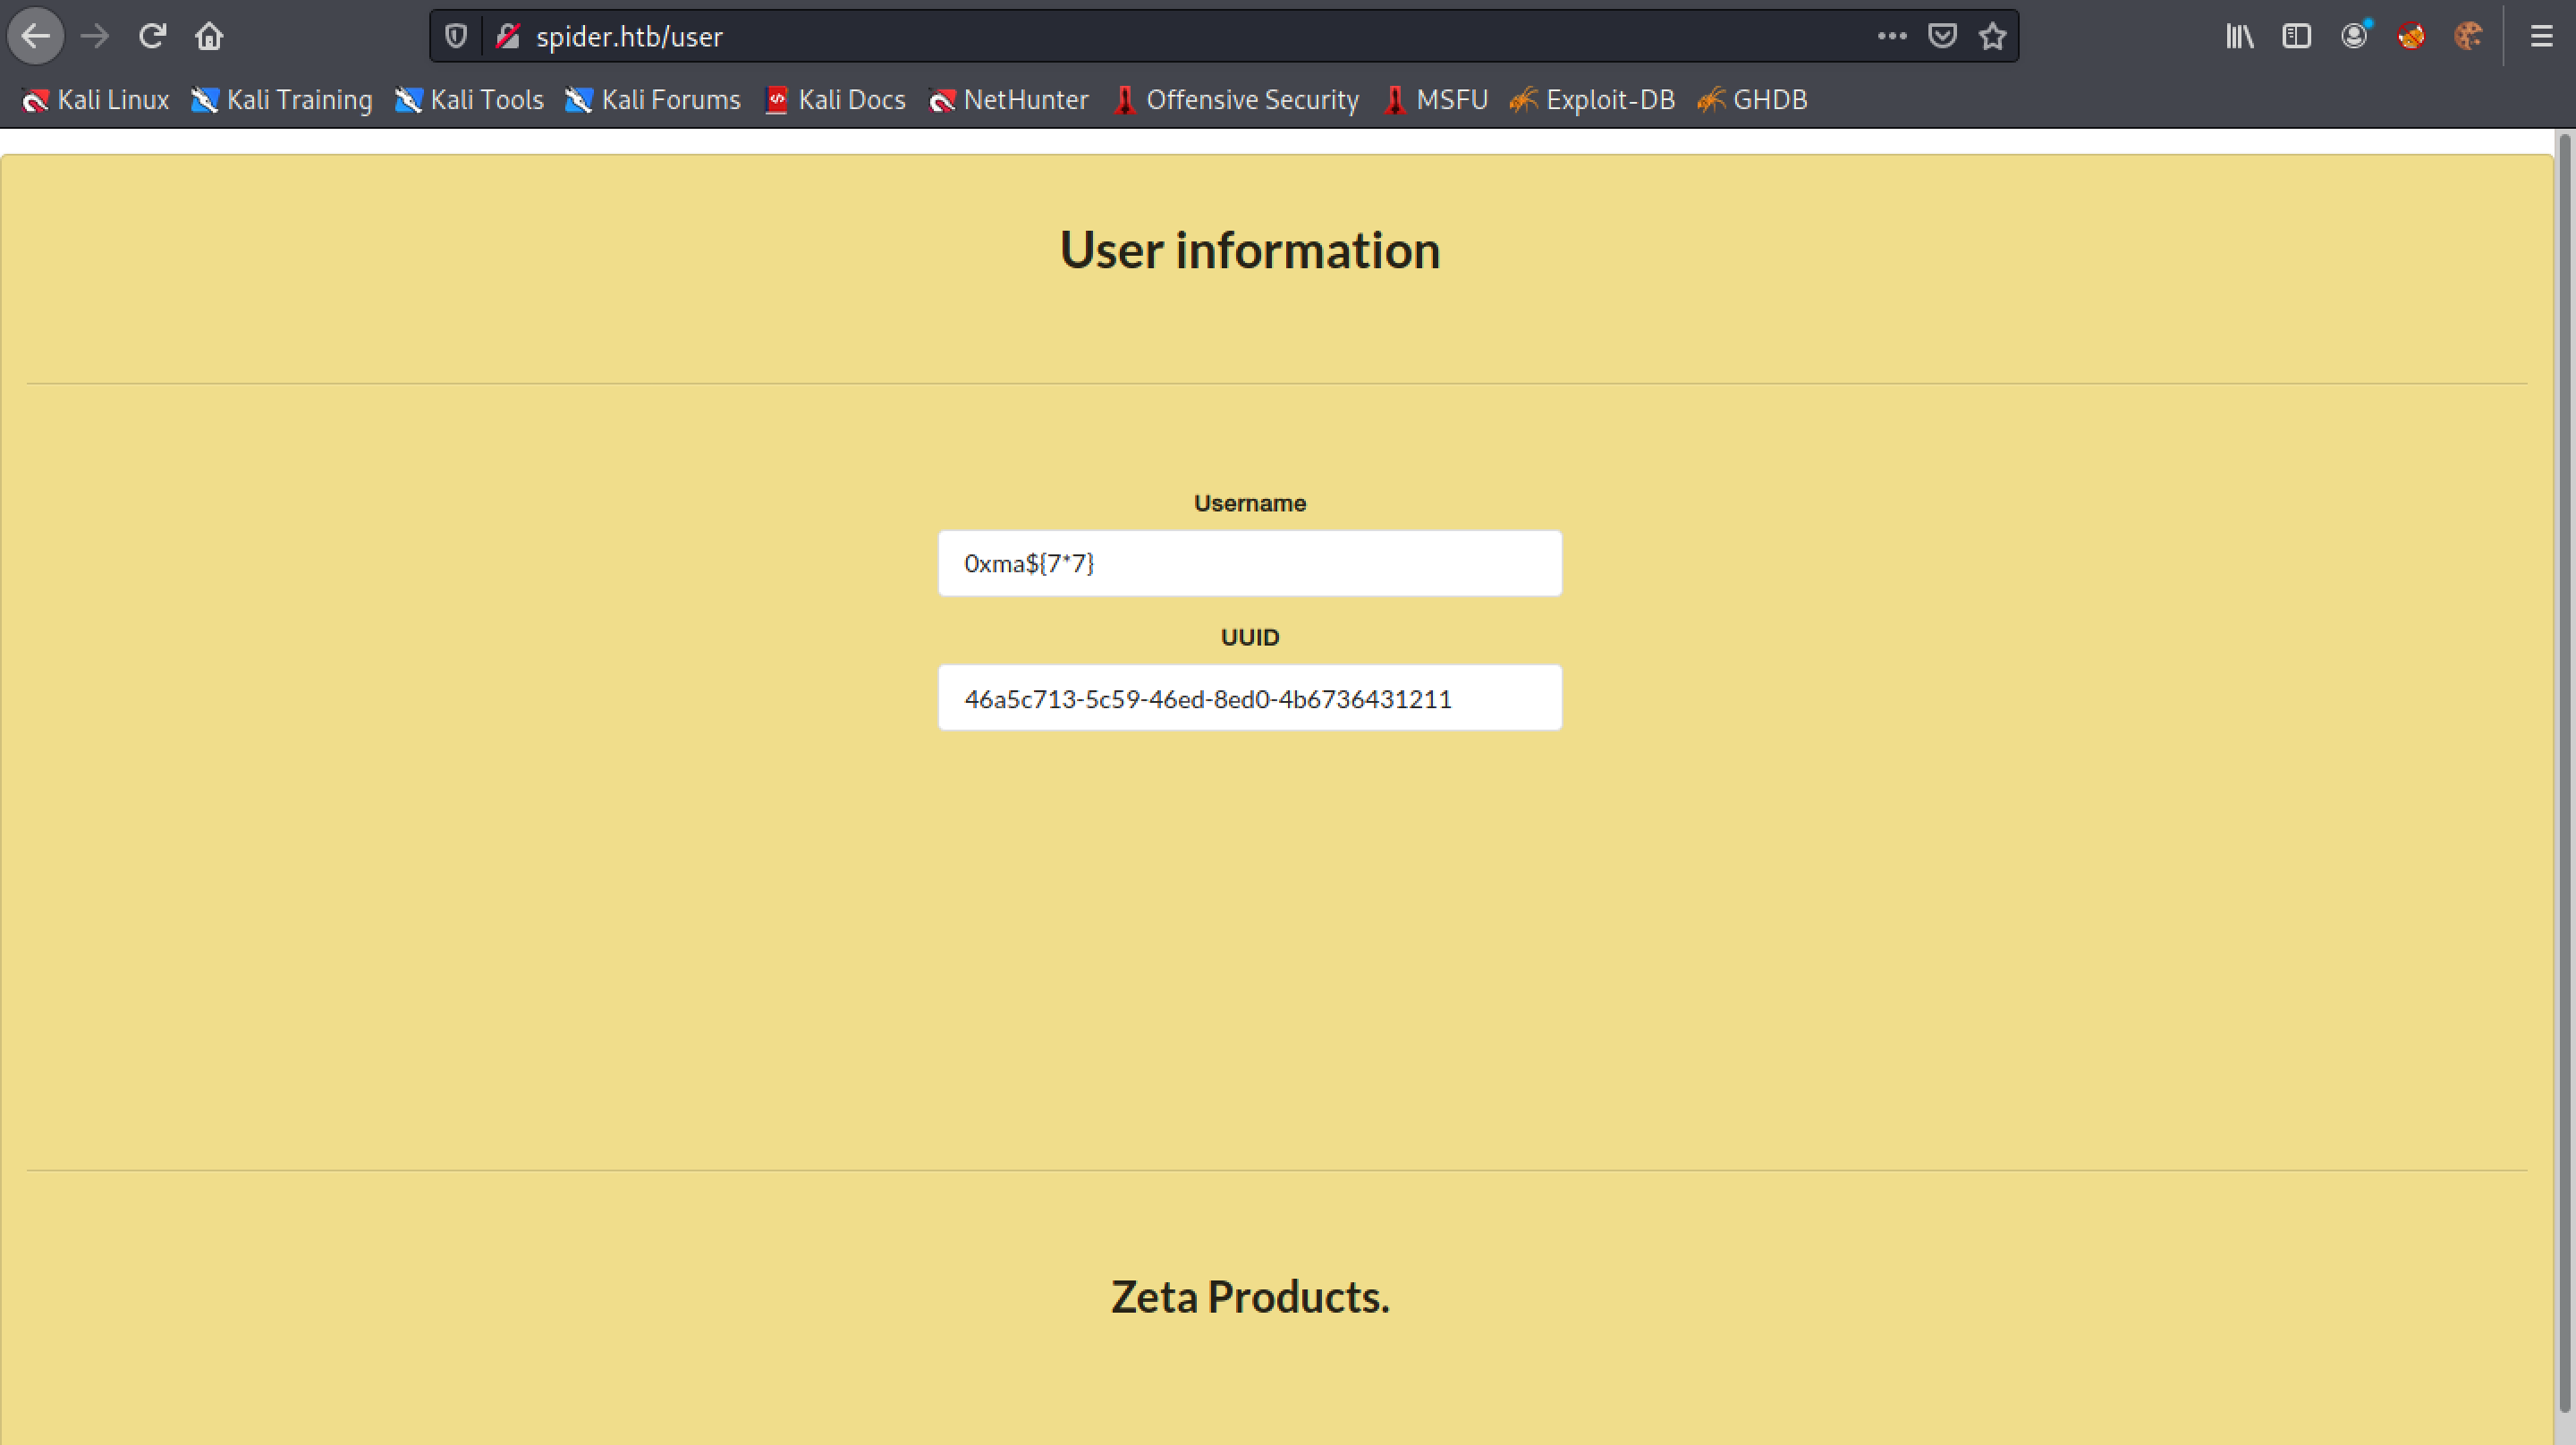 spider.htb/user
Kali Linux Kali Training Kali Tools Kali Forums Kali Docs NetHunter Offensive Security MSFU Exploit-DB GHDB
User information
Username
0xma${7*7}
UUID
46a5c713-5c59-46ed-8ed0-4b6736431211
Zeta Products.